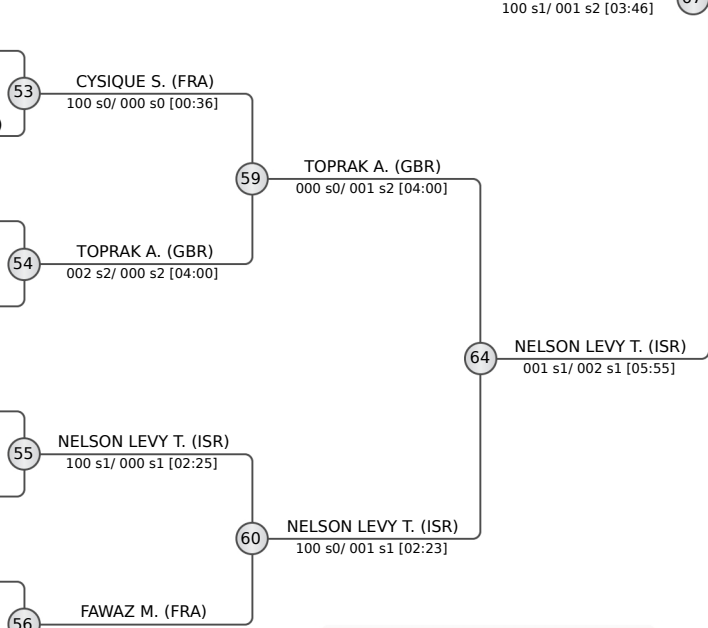 100 s1/ 001 s2 [03:46]
53
CYSIQUE S. (FRA)
100 s0/ 000 s0 [00:36]
59
TOPRAK A. (GBR)
000 s0/ 001 s2 [04:00]
54
TOPRAK A. (GBR)
002 s2/ 000 s2 [04:00]
64
NELSON LEVY T. (ISR)
001 s1/ 002 s1 [05:55]
55
NELSON LEVY T. (ISR)
100 s1/ 000 s1 [02:25]
60
NELSON LEVY T. (ISR)
100 s0/ 001 s1 [02:23]
56
FAWAZ M. (FRA)